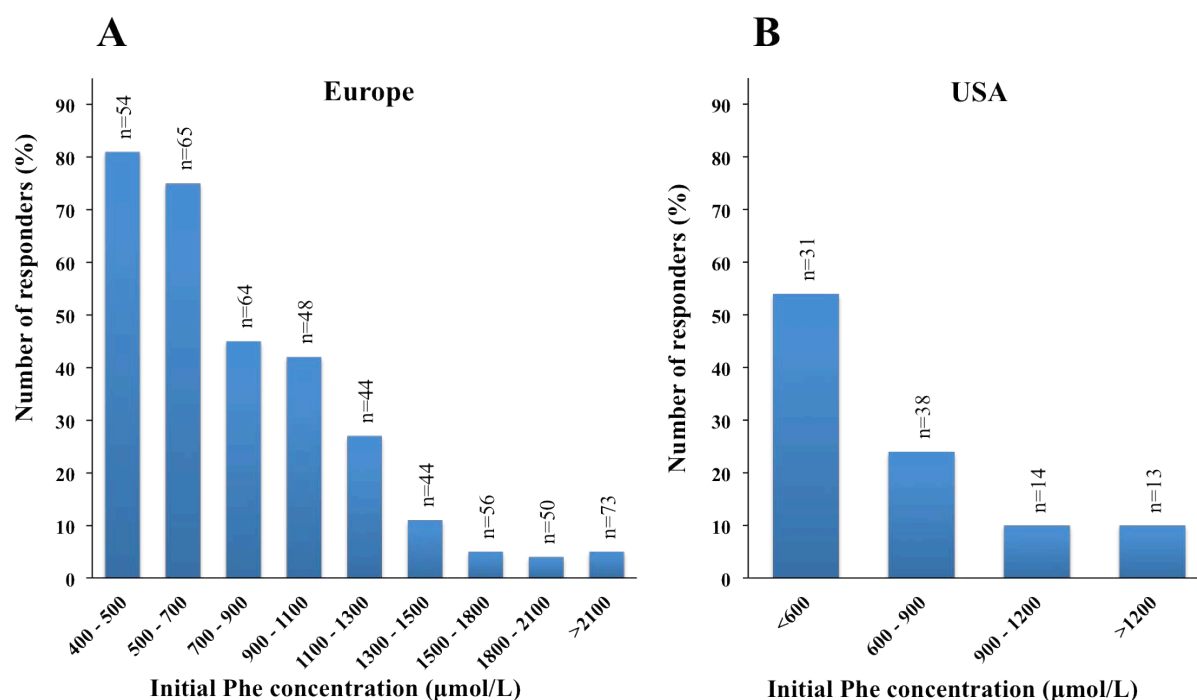 A
Europe
Number of responders (%)
90
80
70
60
50
40
30
20
10
0
n=54
n=65
n=64
n=48
n=44
n=44
n=56
n=50
n=73
400 - 500
500 - 700
700 - 900
900 - 1100
1100 - 1300
1300 - 1500
1500 - 1800
1800 - 2100
>2100
Initial Phe concentration (µmol/L)
B
USA
Number of responders (%)
90
80
70
60
50
40
30
20
10
0
n=31
n=38
n=14
n=13
<600
600 - 900
900 - 1200
>1200
Initial Phe concentration (µmol/L)